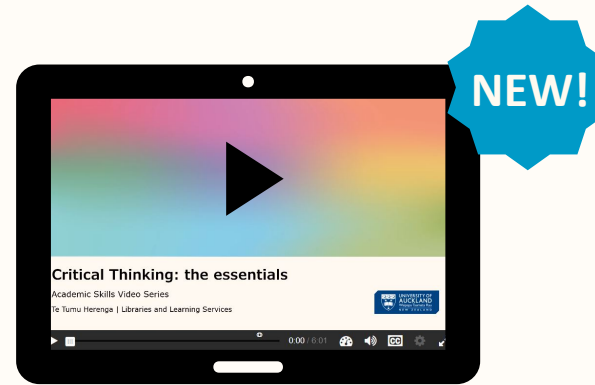 NEW!
Critical Thinking: the essentials
Academic Skills Video Series
Te Tumu Herenga | Libraries and Learning Services
UNIVERSITY OF
AUCKLAND
NEW ZEALAND
0:00 / 6:01 CC